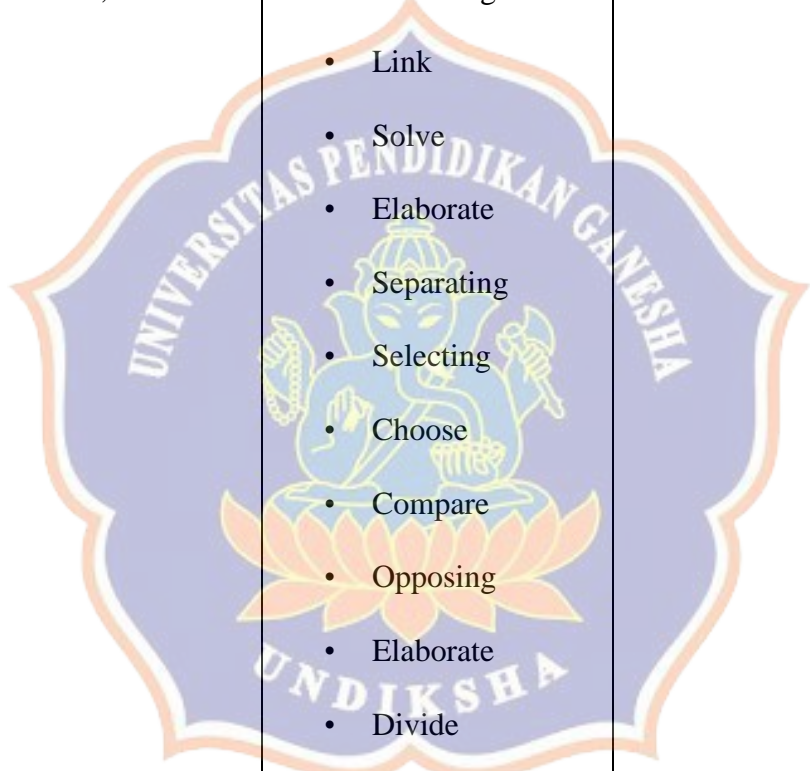 • Link
• Solve
UNIVERSITAS PENDIDIKAN GANESHA
• Elaborate
• Separating
• Selecting
• Choose
• Compare
• Opposing
• Elaborate
UNDIKSHA
• Divide